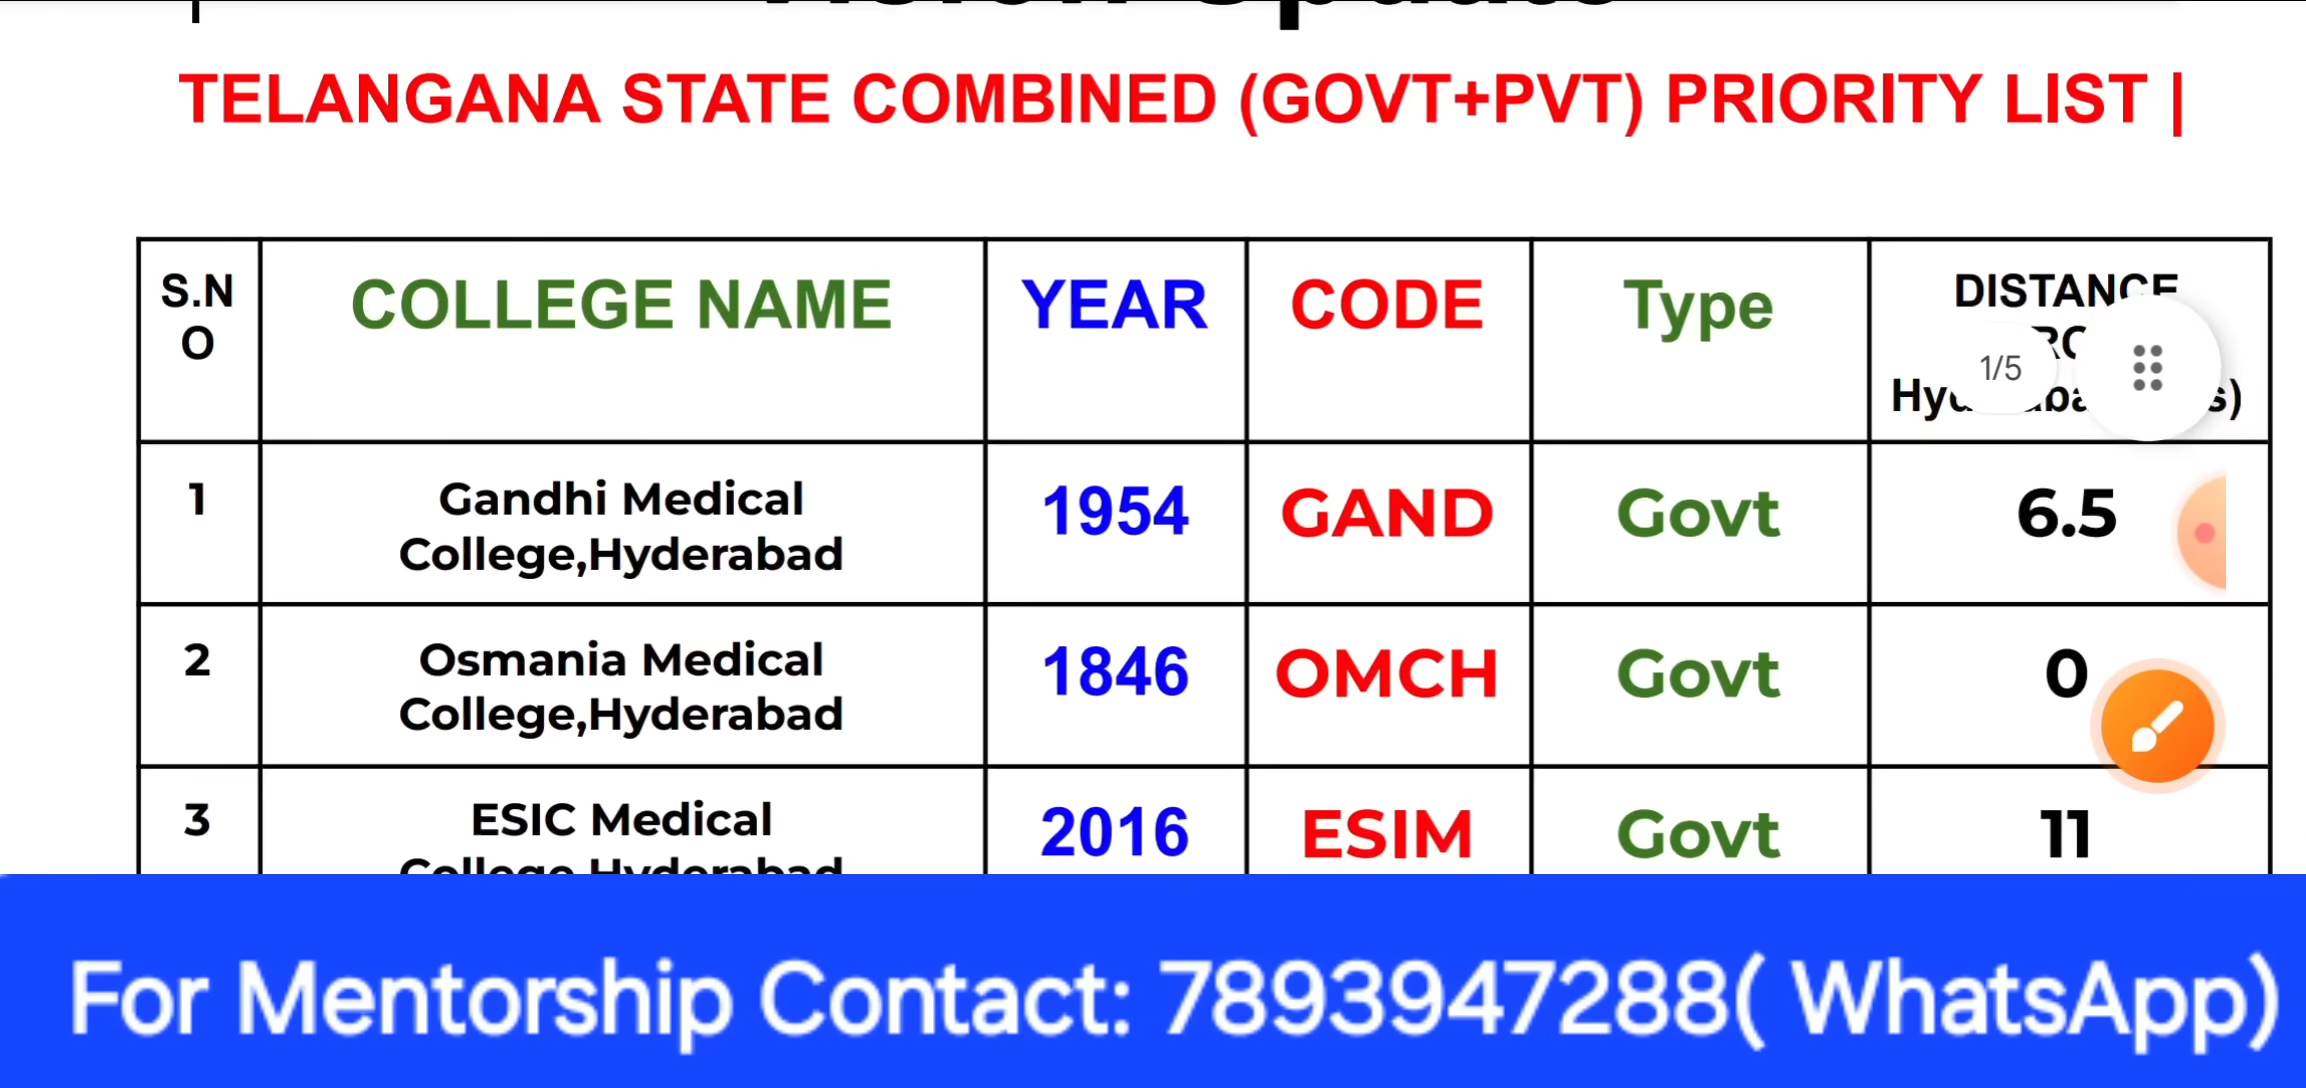 TELANGANA STATE COMBINED (GOVT+PVT) PRIORITY LIST |
S.N
O
COLLEGE NAME
YEAR
CODE
Type
DISTANCE
1/5
1
Gandhi Medical
College,Hyderabad
1954
GAND
Govt
6.5
2
Osmania Medical
College,Hyderabad
1846
OMCH
Govt
0
3
ESIC Medical
College,Hyderabad
2016
ESIM
Govt
11
For Mentorship Contact: 7893947288( WhatsApp)